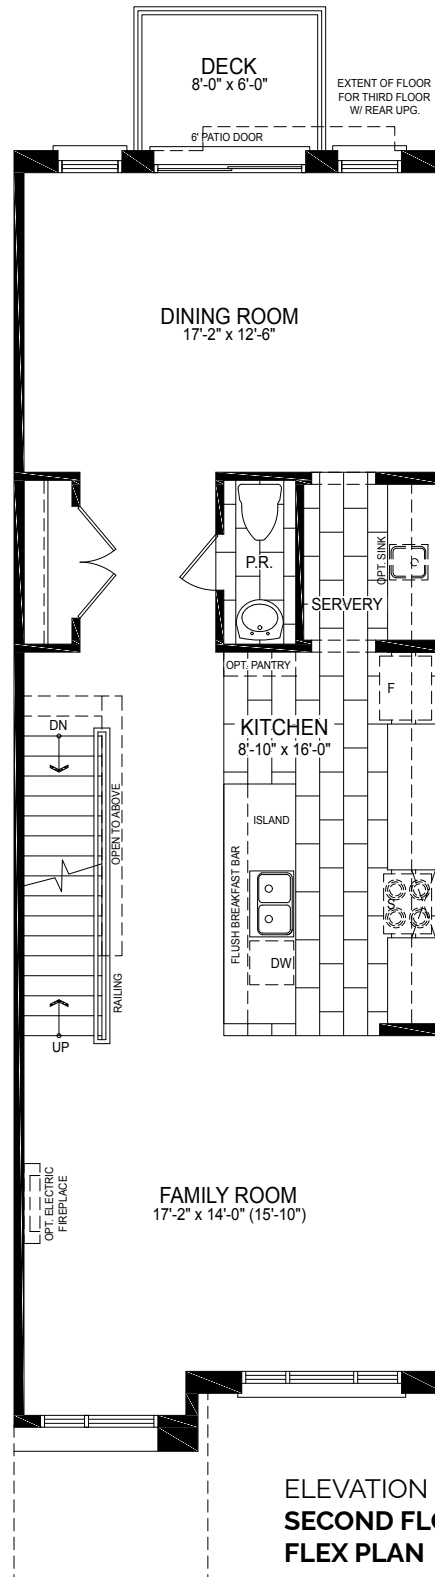 DECK
8'-0" x 6'-0"
EXTENT OF FLOOR
FOR THIRD FLOOR
W/ REAR UPG.
6' PATIO DOOR
DINING ROOM
17'-2" x 12'-6"
P.R.
OPT. SINK
SERVERY
OPT. PANTRY
F
KITCHEN
8'-10" x 16'-0"
DN
OPEN TO ABOVE
ISLAND
FLUSH BREAKFAST BAR
S
DW
RAILING
UP
OPT. ELECTRIC
FIREPLACE
FAMILY ROOM
17'-2" x 14'-0" (15'-10")
ELEVATION
SECOND FLO
FLEX PLAN